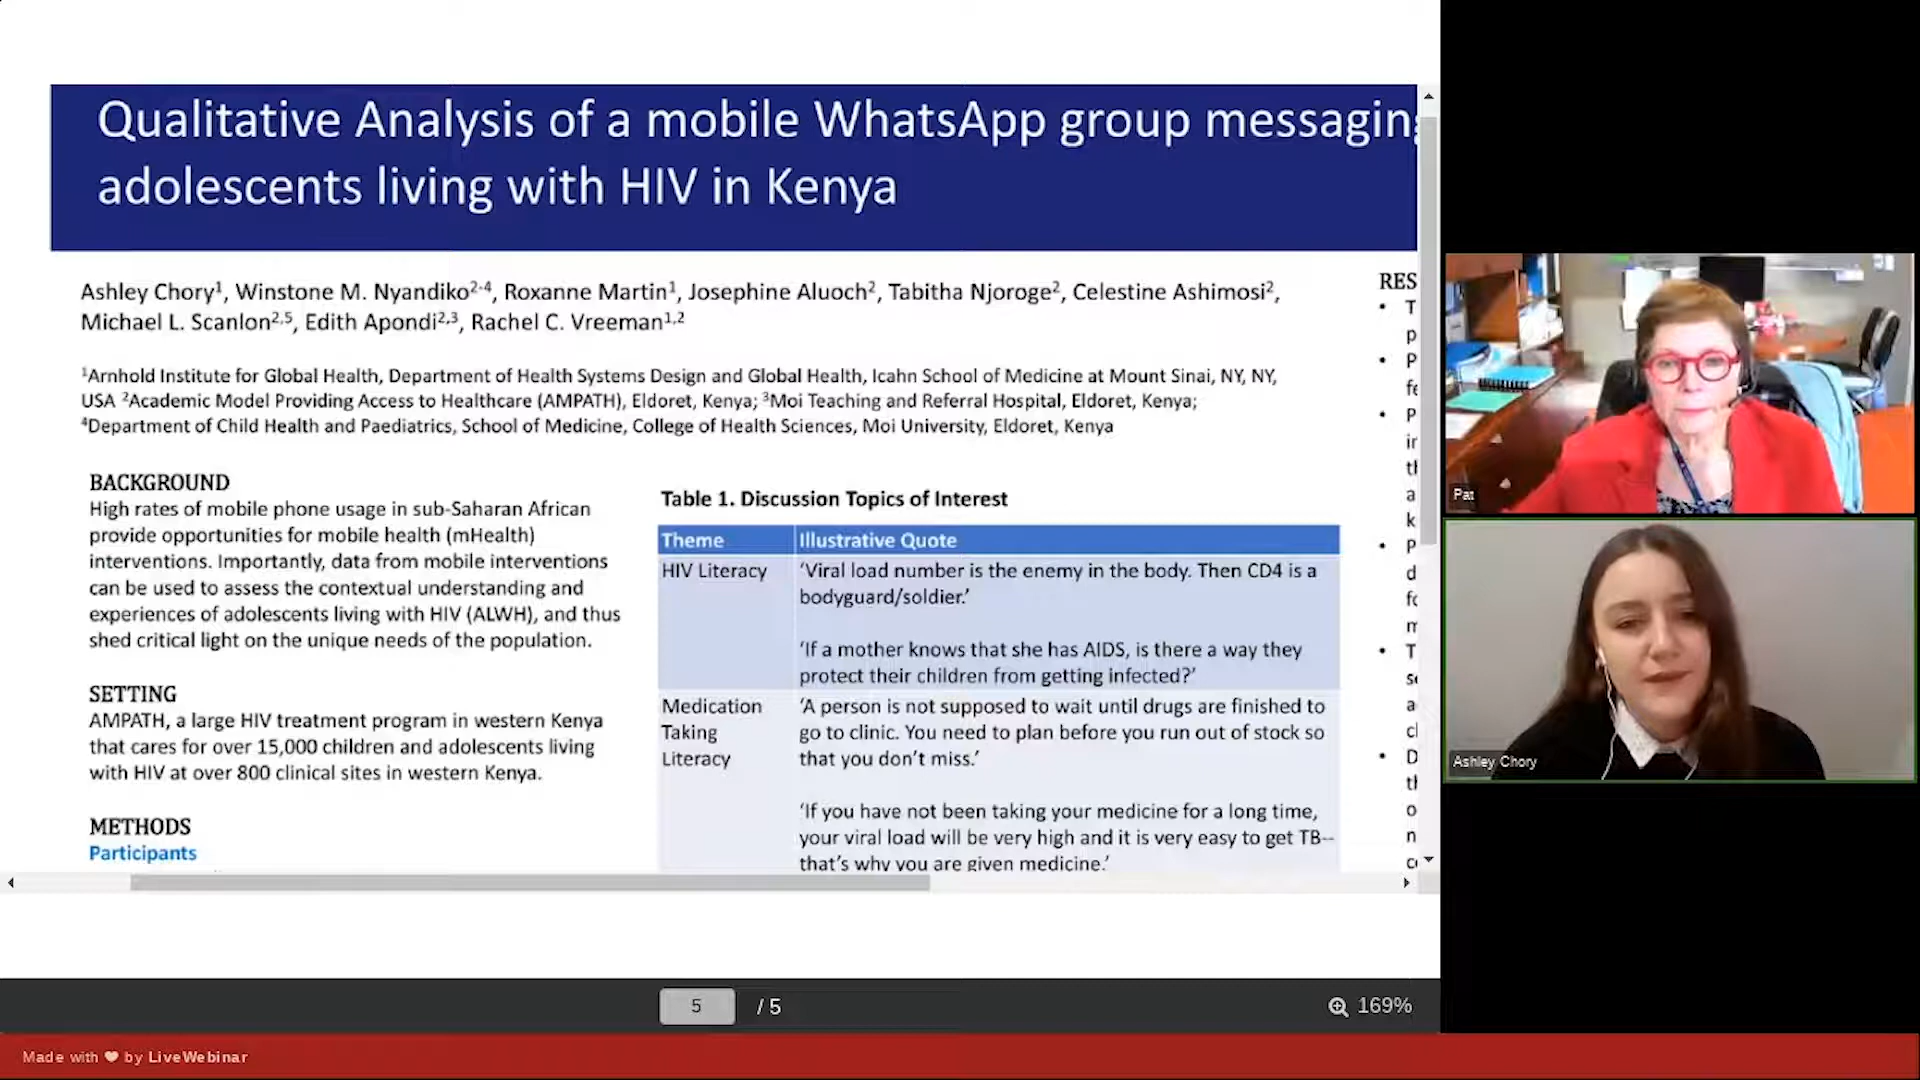 Qualitative Analysis of a mobile WhatsApp group messaging
adolescents living with HIV in Kenya
Ashley Chory¹, Winstone M. Nyandiko²⁻⁴, Roxanne Martin¹, Josephine Aluoch², Tabitha Njoroge², Celestine Ashimosi²,
Michael L. Scanlon²,⁵, Edith Apondi²,³, Rachel C. Vreeman¹,²
¹Arnhold Institute for Global Health, Department of Health Systems Design and Global Health, Icahn School of Medicine at Mount Sinai, NY, NY,
USA ²Academic Model Providing Access to Healthcare (AMPATH), Eldoret, Kenya; ³Moi Teaching and Referral Hospital, Eldoret, Kenya;
⁴Department of Child Health and Paediatrics, School of Medicine, College of Health Sciences, Moi University, Eldoret, Kenya
BACKGROUND
High rates of mobile phone usage in sub-Saharan African
provide opportunities for mobile health (mHealth)
interventions. Importantly, data from mobile interventions
can be used to assess the contextual understanding and
experiences of adolescents living with HIV (ALWH), and thus
shed critical light on the unique needs of the population.
SETTING
AMPATH, a large HIV treatment program in western Kenya
that cares for over 15,000 children and adolescents living
with HIV at over 800 clinical sites in western Kenya.
METHODS
Participants
Table 1. Discussion Topics of Interest
Theme Illustrative Quote
HIV Literacy ‘Viral load number is the enemy in the body. Then CD4 is a
bodyguard/soldier.’
‘If a mother knows that she has AIDS, is there a way they
protect their children from getting infected?’
Medication ‘A person is not supposed to wait until drugs are finished to
Taking go to clinic. You need to plan before you run out of stock so
Literacy that you don’t miss.’
‘If you have not been taking your medicine for a long time,
your viral load will be very high and it is very easy to get TB--
that’s why you are given medicine.’
RES
Pat
Ashley Chory
5 / 5
169%
Made with ❤ by LiveWebinar